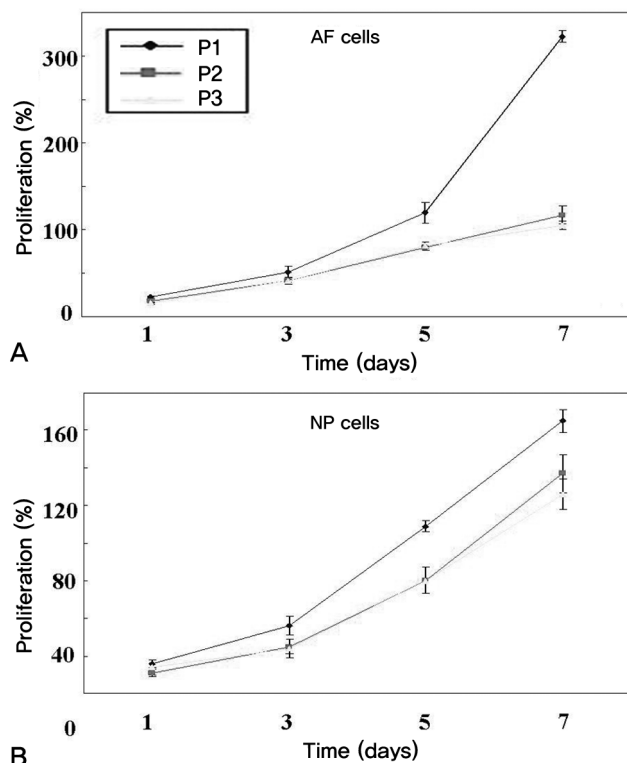 AF cells
P1
P2
P3
300
200
100
0
Proliferation (%)
1 3 5 7
Time (days)
A
NP cells
160
120
80
40
0
Proliferation (%)
1 3 5 7
Time (days)
B